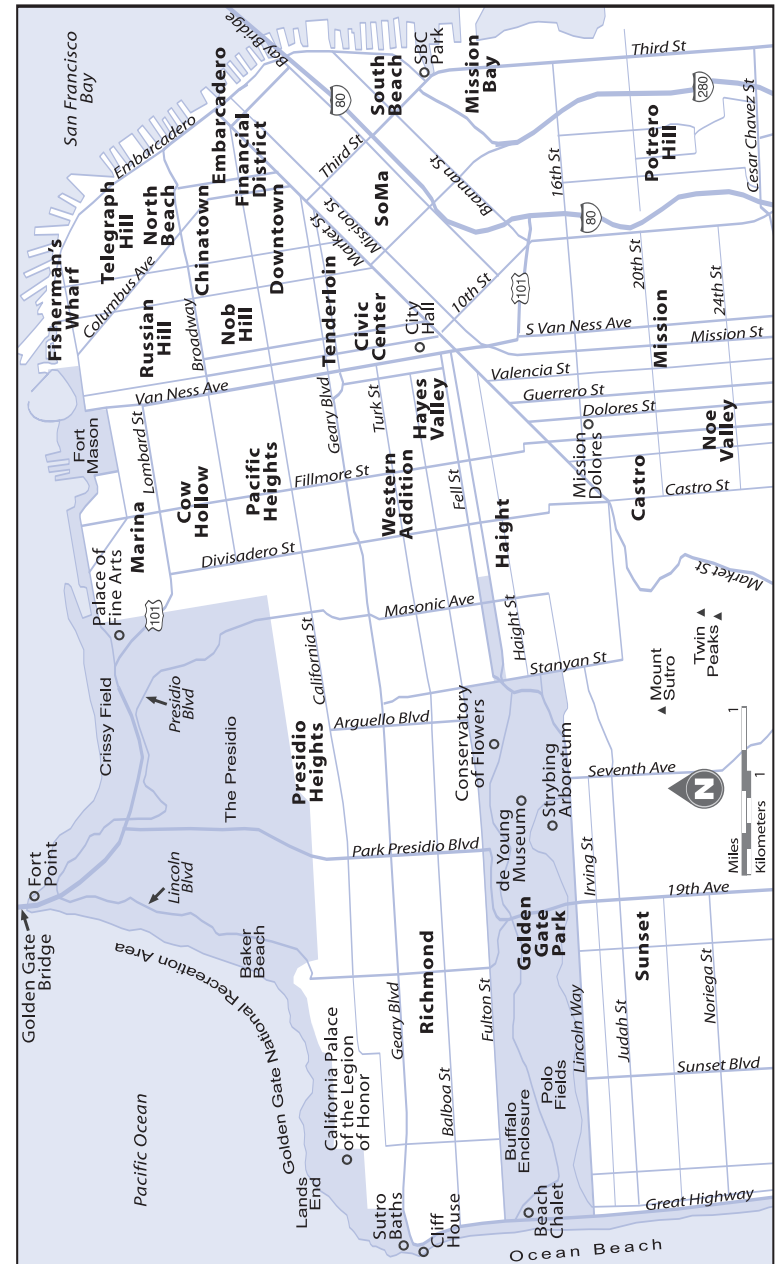 San Francisco
Bay
Bay Bridge
Embarcadero
Fisherman's
Wharf
Telegraph
Hill
North
Beach
Chinatown
Embarcadero
Financial
District
Downtown
Columbus Ave
Russian
Hill
Broadway
Nob
Hill
Tenderloin
Civic
Center
City
Hall
Market St
Mission St
Third St
SoMa
South
Beach
80
SBC
Park
Mission
Bay
Third St
280
Brannan St
16th St
Potrero
Hill
Cesar Chavez St
80
101
10th St
20th St
24th St
S Van Ness Ave
Mission
Mission St
Valencia St
Guerrero St
Dolores St
Mission
Dolores
Noe
Valley
Castro
Castro St
Market St
Fort
Mason
Van Ness Ave
Lombard St
Geary Blvd
Turk St
Hayes
Valley
Marina
Cow
Hollow
Pacific
Heights
Fillmore St
Western
Addition
Fell St
Haight
Divisadero St
Palace of
Fine Arts
101
Masonic Ave
Haight St
Stanyan St
California St
Crissy Field
Presidio
Blvd
The Presidio
Presidio
Heights
Arguello Blvd
Conservatory
of Flowers
Strybing
Arboretum
de Young
Museum
Mount
Sutro
Twin
Peaks
Seventh Ave
N
1
1
Miles
Kilometers
Fort
Point
Golden Gate
Bridge
Lincoln
Blvd
Park Presidio Blvd
Irving St
19th Ave
Golden
Gate
Park
Sunset
Baker
Beach
Golden Gate National Recreation Area
Richmond
Geary Blvd
Fulton St
Lincoln Way
Judah St
Noriega St
Sunset Blvd
California Palace
of the Legion
of Honor
Balboa St
Buffalo
Enclosure
Polo
Fields
Pacific Ocean
Lands
End
Sutro
Baths
Cliff
House
Beach
Chalet
Great Highway
Ocean Beach